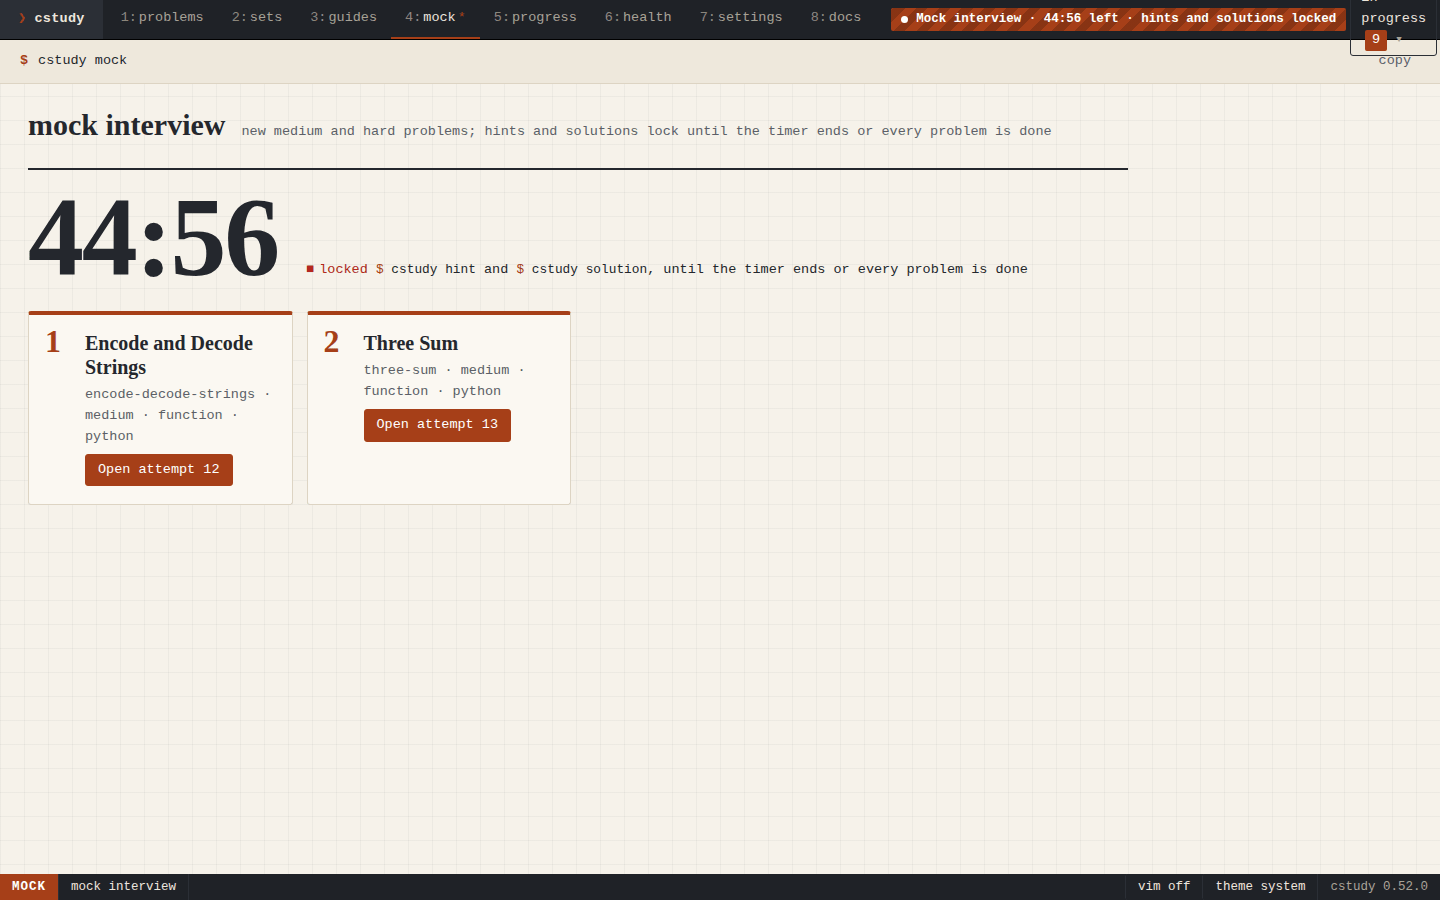 ❯ cstudy 1:problems 2:sets 3:guides 4:mock* 5:progress 6:health 7:settings 8:docs Mock interview · 44:56 left · hints and solutions locked
progress
9 ▾
$ cstudy mock copy
mock interview new medium and hard problems; hints and solutions lock until the timer ends or every problem is done
44:56
■ locked $ cstudy hint and $ cstudy solution, until the timer ends or every problem is done
1 Encode and Decode
Strings
encode-decode-strings ·
medium · function ·
python
Open attempt 12
2 Three Sum
three-sum · medium ·
function · python
Open attempt 13
MOCK mock interview vim off theme system cstudy 0.52.0